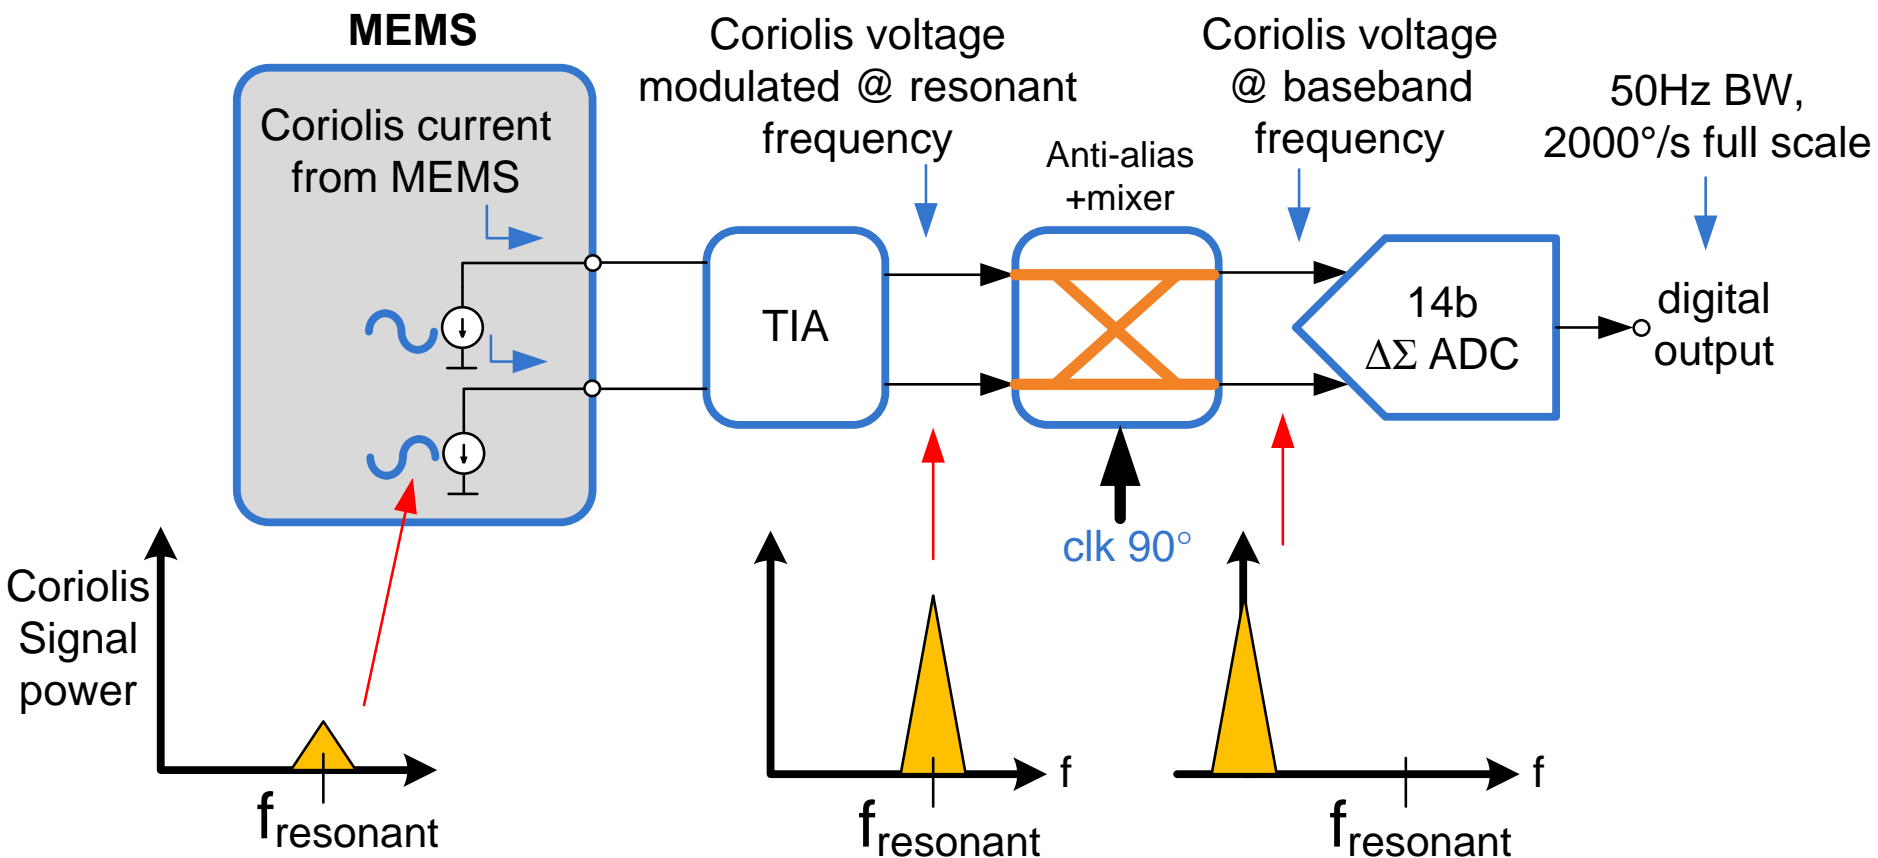 MEMS
Coriolis current
from MEMS
Coriolis voltage
modulated @ resonant
frequency
Anti-alias
+mixer
Coriolis voltage
@ baseband
frequency
50Hz BW,
2000°/s full scale
TIA
14b
ΔΣ ADC
digital
output
clk 90°
Coriolis
Signal
power
fresonant
f
fresonant
f
fresonant